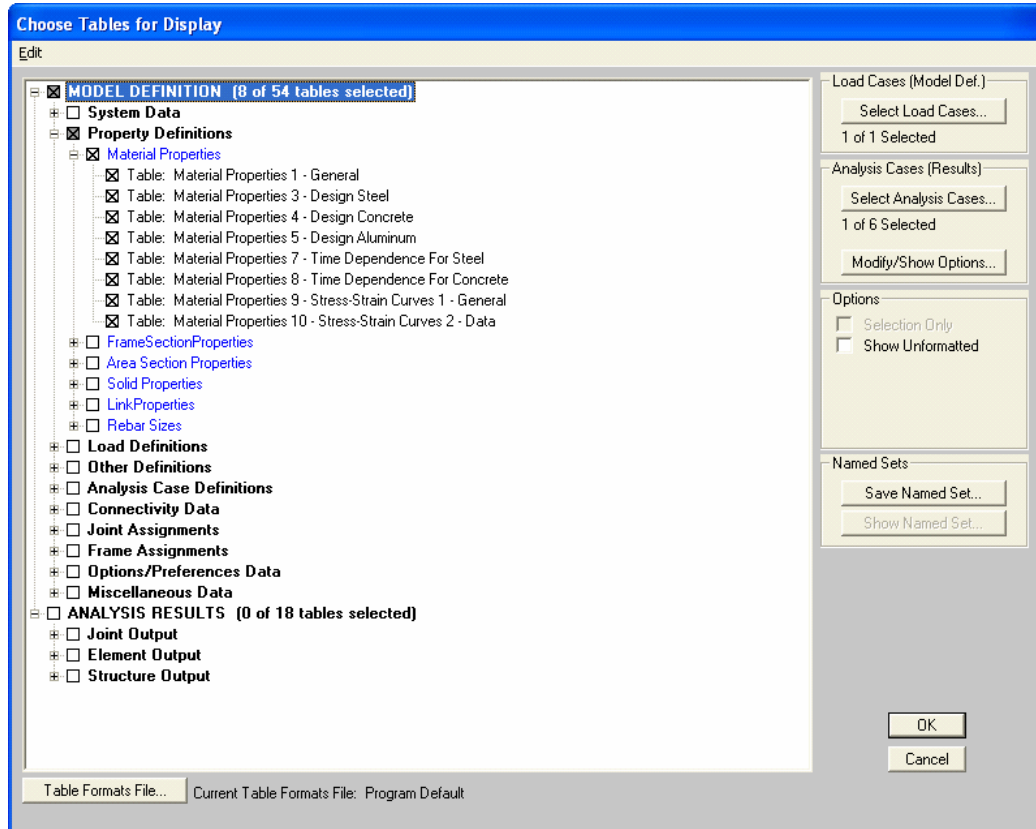 Choose Tables for Display
Edit
MODEL DEFINITION (8 of 54 tables selected)
System Data
Property Definitions
Material Properties
Table: Material Properties 1 - General
Table: Material Properties 3 - Design Steel
Table: Material Properties 4 - Design Concrete
Table: Material Properties 5 - Design Aluminum
Table: Material Properties 7 - Time Dependence For Steel
Table: Material Properties 8 - Time Dependence For Concrete
Table: Material Properties 9 - Stress-Strain Curves 1 - General
Table: Material Properties 10 - Stress-Strain Curves 2 - Data
FrameSectionProperties
Area Section Properties
Solid Properties
LinkProperties
Rebar Sizes
Load Definitions
Other Definitions
Analysis Case Definitions
Connectivity Data
Joint Assignments
Frame Assignments
Options/Preferences Data
Miscellaneous Data
ANALYSIS RESULTS (0 of 18 tables selected)
Joint Output
Element Output
Structure Output
Load Cases (Model Def.)
Select Load Cases...
1 of 1 Selected
Analysis Cases (Results)
Select Analysis Cases...
1 of 6 Selected
Modify/Show Options...
Options
Selection Only
Show Unformatted
Named Sets
Save Named Set...
Show Named Set...
OK
Cancel
Table Formats File...
Current Table Formats File: Program Default